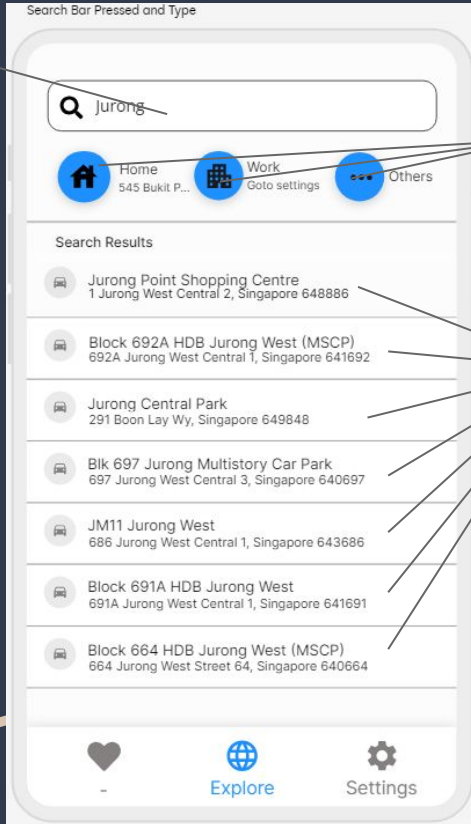 Search Bar Pressed and Type
Jurong
Home
545 Bukit P...
Work
Goto settings
Others
Search Results
Jurong Point Shopping Centre
1 Jurong West Central 2, Singapore 648886
Block 692A HDB Jurong West (MSCP)
692A Jurong West Central 1, Singapore 641692
Jurong Central Park
291 Boon Lay Wy, Singapore 649848
Blk 697 Jurong Multistory Car Park
697 Jurong West Central 3, Singapore 640697
JM11 Jurong West
686 Jurong West Central 1, Singapore 643686
Block 691A HDB Jurong West
691A Jurong West Central 1, Singapore 641691
Block 664 HDB Jurong West (MSCP)
664 Jurong West Street 64, Singapore 640664
-
Explore
Settings